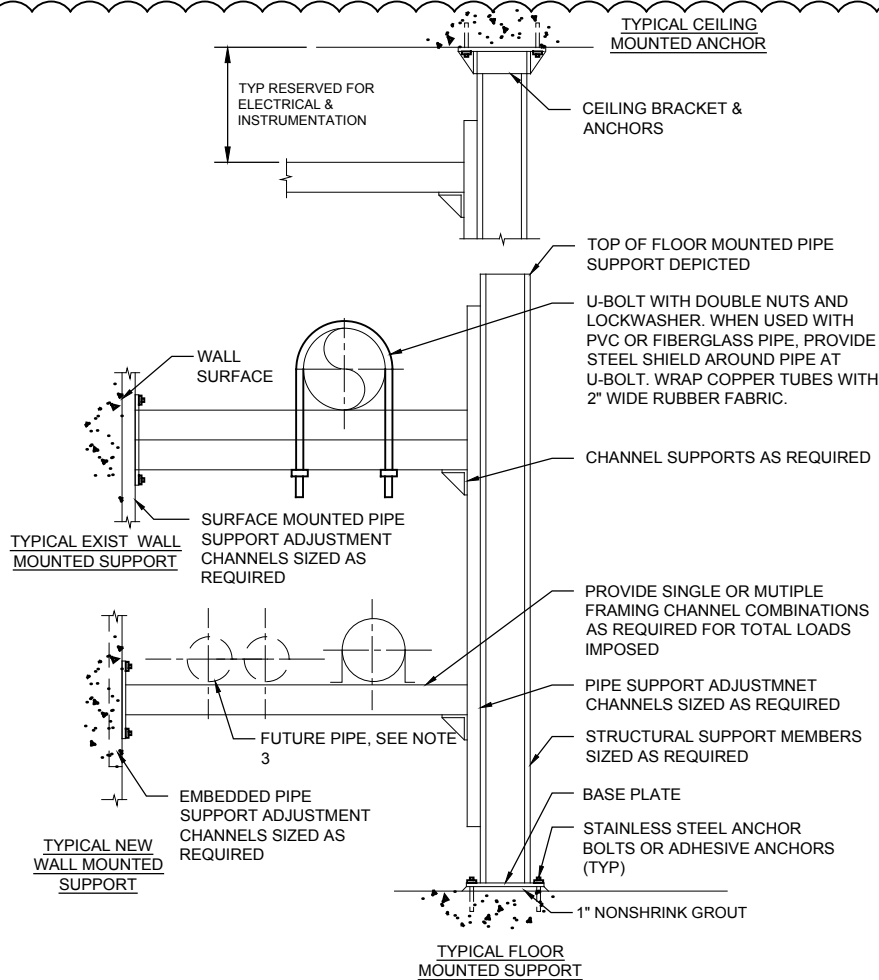 TYPICAL CEILING
MOUNTED ANCHOR
TYP RESERVED FOR
ELECTRICAL &
INSTRUMENTATION
CEILING BRACKET &
ANCHORS
TOP OF FLOOR MOUNTED PIPE
SUPPORT DEPICTED
U-BOLT WITH DOUBLE NUTS AND
LOCKWASHER. WHEN USED WITH
PVC OR FIBERGLASS PIPE, PROVIDE
STEEL SHIELD AROUND PIPE AT
U-BOLT. WRAP COPPER TUBES WITH
2" WIDE RUBBER FABRIC.
WALL
SURFACE
CHANNEL SUPPORTS AS REQUIRED
TYPICAL EXIST WALL
MOUNTED SUPPORT
SURFACE MOUNTED PIPE
SUPPORT ADJUSTMENT
CHANNELS SIZED AS
REQUIRED
PROVIDE SINGLE OR MUTIPLE
FRAMING CHANNEL COMBINATIONS
AS REQUIRED FOR TOTAL LOADS
IMPOSED
PIPE SUPPORT ADJUSTMNET
CHANNELS SIZED AS REQUIRED
FUTURE PIPE, SEE NOTE
3
STRUCTURAL SUPPORT MEMBERS
SIZED AS REQUIRED
EMBEDDED PIPE
SUPPORT ADJUSTMENT
CHANNELS SIZED AS
REQUIRED
BASE PLATE
TYPICAL NEW
WALL MOUNTED
SUPPORT
STAINLESS STEEL ANCHOR
BOLTS OR ADHESIVE ANCHORS
(TYP)
1" NONSHRINK GROUT
TYPICAL FLOOR
MOUNTED SUPPORT